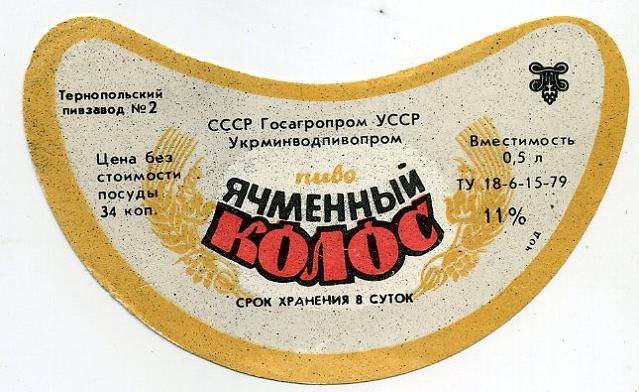 Тернопольский
пивзавод №2
СССР Госагропром УССР
Укрминводпивопром
Цена без
стоимости
посуды
34 коп.
пиво
ЯЧМЕННЫЙ
КОЛОС
СРОК ХРАНЕНИЯ 8 СУТОК
Вместимость
0,5 л
ТУ 18-6-15-79
11%
ЧОД